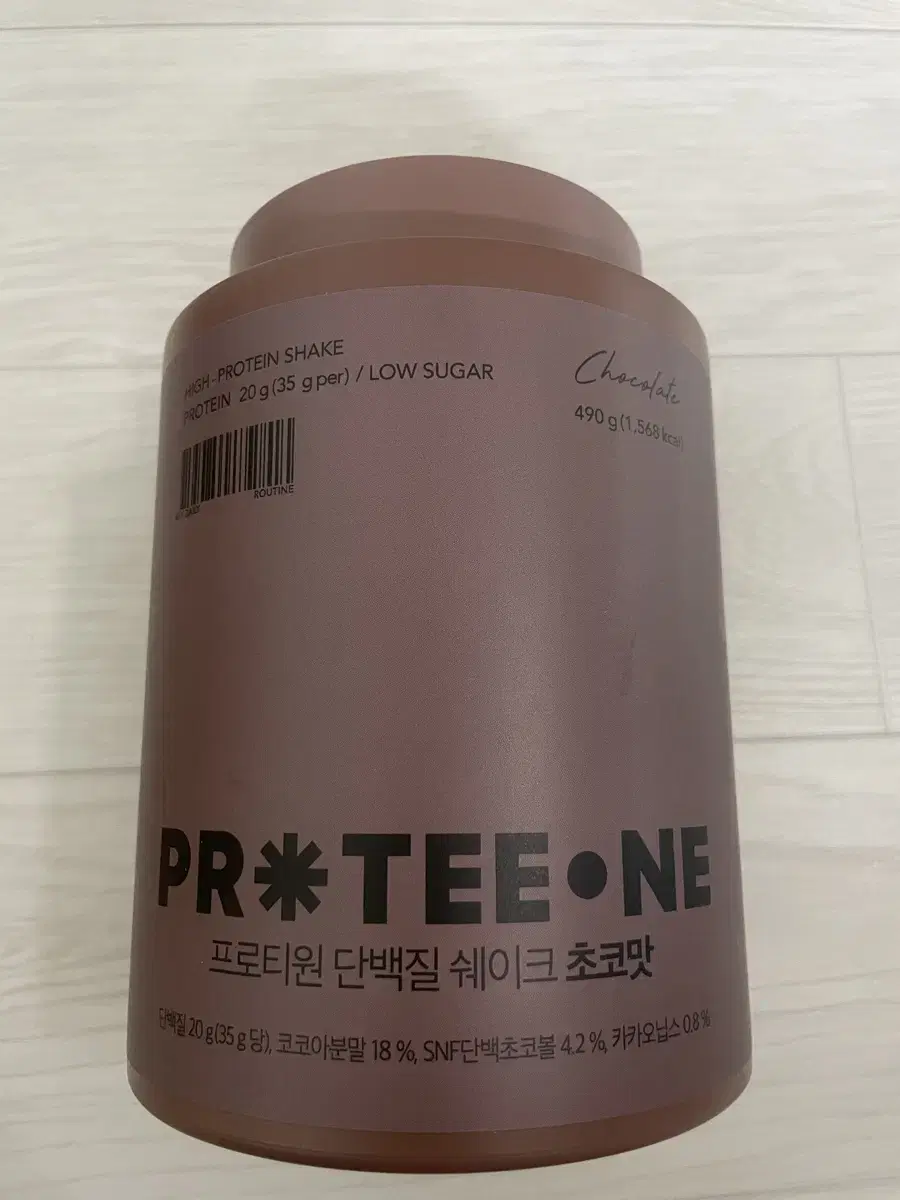 HIGH-PROTEIN SHAKE
PROTEIN 20 g (35 g per) / LOW SUGAR
ROUTINE
Chocolate
490 g (1,568 kcal)
PR*TEE•NE
프로티원 단백질 쉐이크 초코맛
단백질 20 g (35 g 당), 코코아분말 18 %, SNF단백초코볼 4.2 %, 카카오닙스 0.8 %